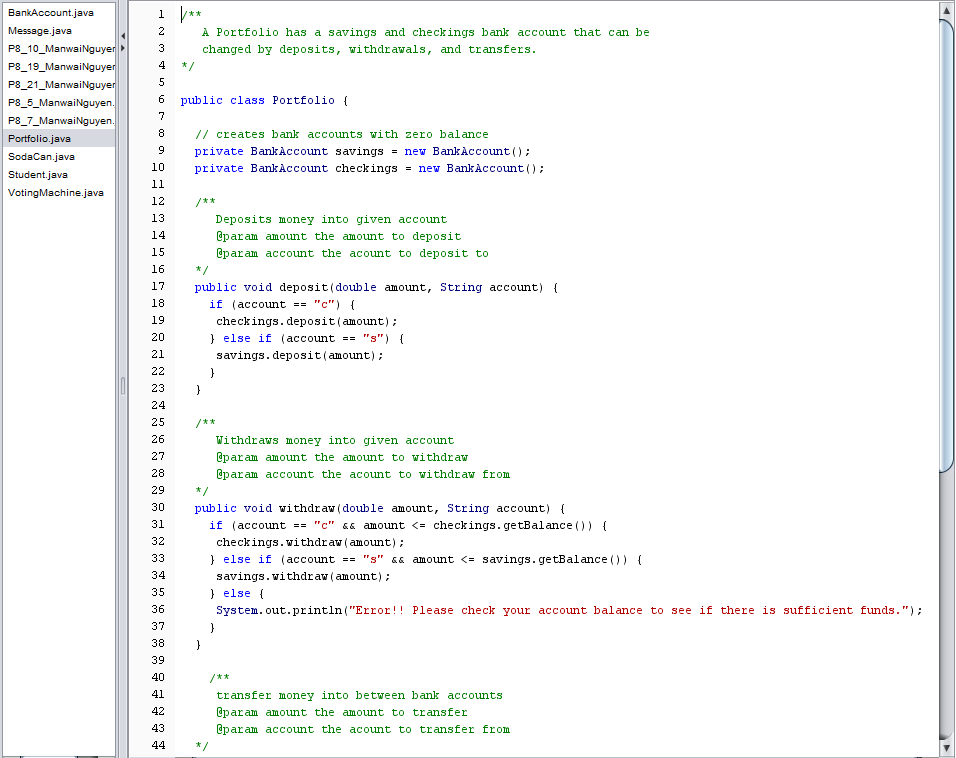 BankAccount.java
Message.java
P8_10_ManwaiNguyen
P8_19_ManwaiNguyen
P8_21_ManwaiNguyen
P8_5_ManwaiNguyen.
P8_7_ManwaiNguyen.
Portfolio.java
SodaCan.java
Student.java
VotingMachine.java
1 /**
2 A Portfolio has a savings and checkings bank account that can be
3 changed by deposits, withdrawals, and transfers.
4 */
5
6 public class Portfolio {
7
8 // creates bank accounts with zero balance
9 private BankAccount savings = new BankAccount();
10 private BankAccount checkings = new BankAccount();
11
12 /**
13 Deposits money into given account
14 @param amount the amount to deposit
15 @param account the acount to deposit to
16 */
17 public void deposit(double amount, String account) {
18 if (account == "c") {
19 checkings.deposit(amount);
20 } else if (account == "s") {
21 savings.deposit(amount);
22 }
23 }
24
25 /**
26 Withdraws money into given account
27 @param amount the amount to withdraw
28 @param account the acount to withdraw from
29 */
30 public void withdraw(double amount, String account) {
31 if (account == "c" && amount <= checkings.getBalance()) {
32 checkings.withdraw(amount);
33 } else if (account == "s" && amount <= savings.getBalance()) {
34 savings.withdraw(amount);
35 } else {
36 System.out.println("Error!! Please check your account balance to see if there is sufficient funds.");
37 }
38 }
39
40 /**
41 transfer money into between bank accounts
42 @param amount the amount to transfer
43 @param account the acount to transfer from
44 */